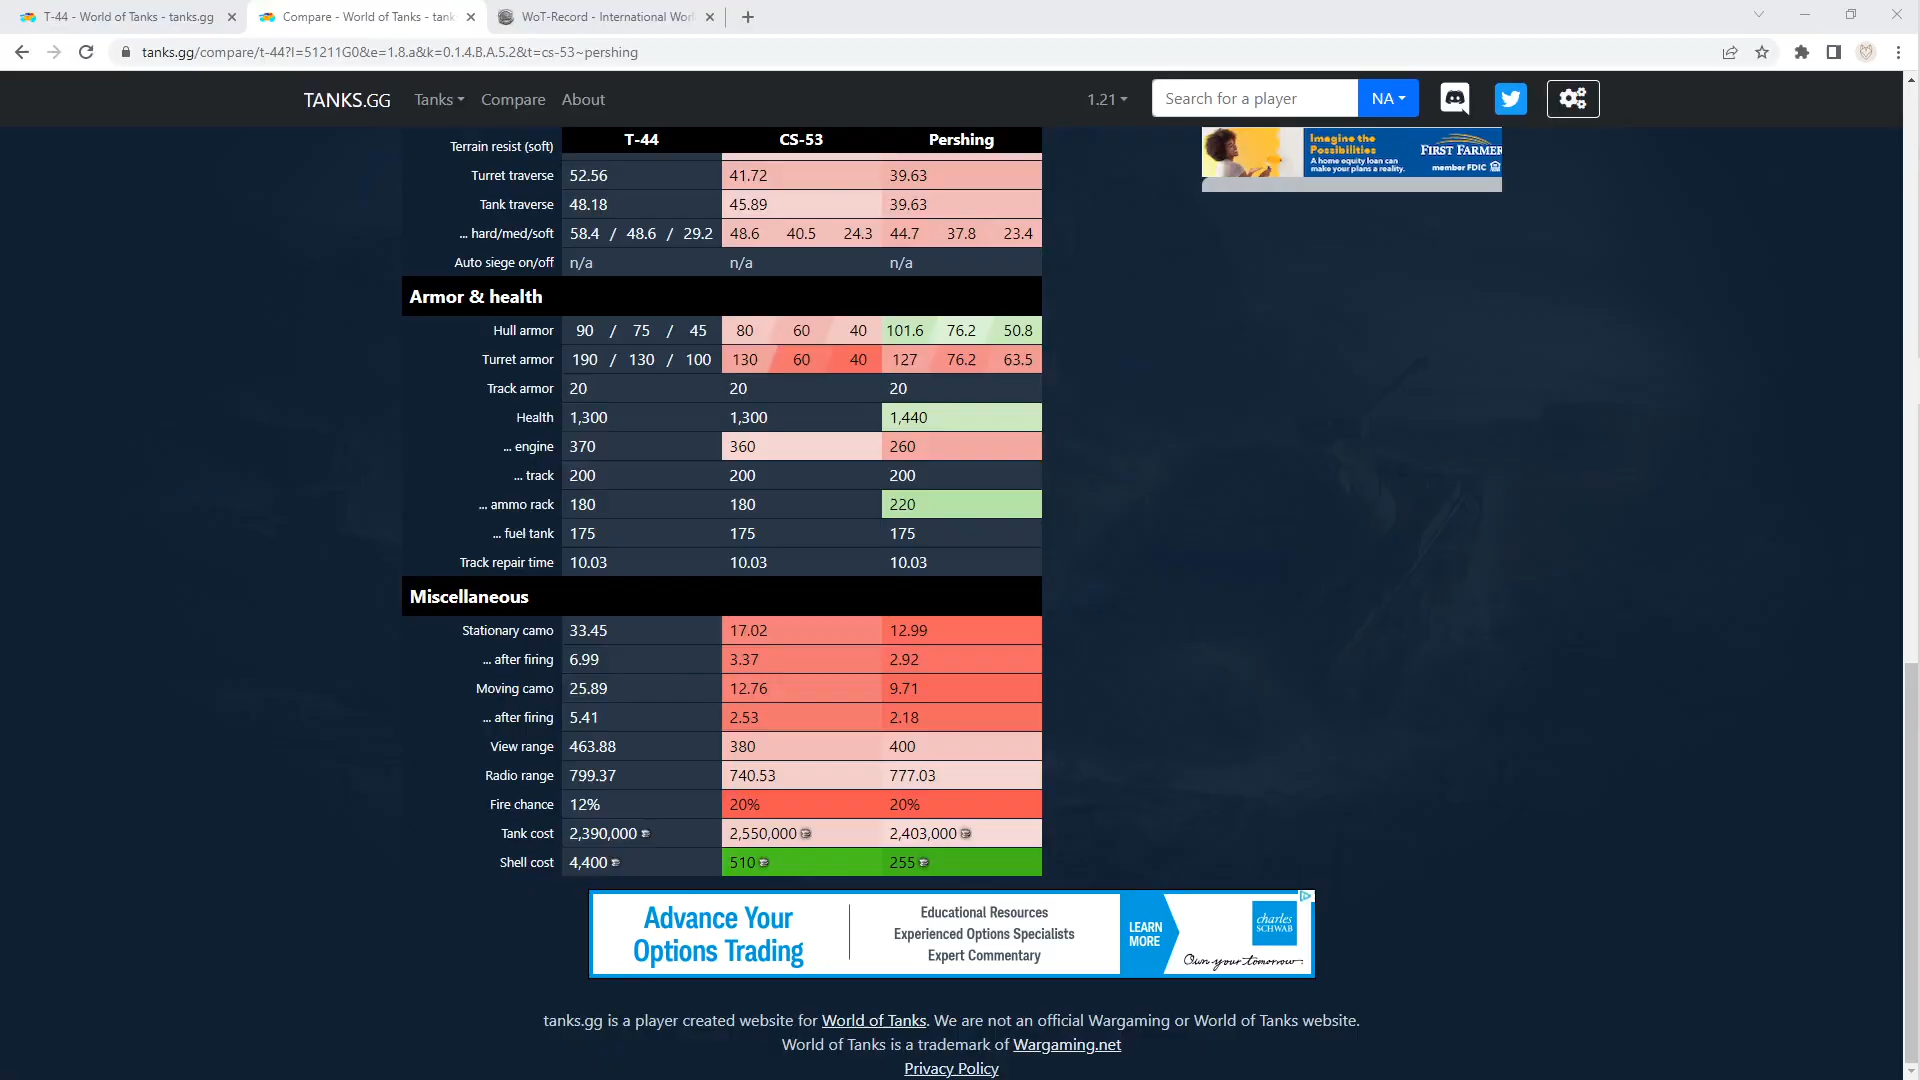 T-44 - World of Tanks - tanks.gg
Compare - World of Tanks - tank
WoT-Record - International Wor
tanks.gg/compare/t-44?l=51211G0&e=1.8.a&k=0.1.4.B.A.5.2&t=cs-53~pershing
TANKS.GG Tanks Compare About 1.21 Search for a player NA
T-44 CS-53 Pershing
Terrain resist (soft)
Turret traverse 52.56 41.72 39.63
Tank traverse 48.18 45.89 39.63
... hard/med/soft 58.4 / 48.6 / 29.2 48.6 40.5 24.3 44.7 37.8 23.4
Auto siege on/off n/a n/a n/a
Armor & health
Hull armor 90 / 75 / 45 80 60 40 101.6 76.2 50.8
Turret armor 190 / 130 / 100 130 60 40 127 76.2 63.5
Track armor 20 20 20
Health 1,300 1,300 1,440
... engine 370 360 260
... track 200 200 200
... ammo rack 180 180 220
... fuel tank 175 175 175
Track repair time 10.03 10.03 10.03
Miscellaneous
Stationary camo 33.45 17.02 12.99
... after firing 6.99 3.37 2.92
Moving camo 25.89 12.76 9.71
... after firing 5.41 2.53 2.18
View range 463.88 380 400
Radio range 799.37 740.53 777.03
Fire chance 12% 20% 20%
Tank cost 2,390,000 2,550,000 2,403,000
Shell cost 4,400 510 255
Imagine the
Possibilities
A home equity loan can
make your plans a reality.
FIRST FARMER
member FDIC
Advance Your
Options Trading
Educational Resources
Experienced Options Specialists
Expert Commentary
LEARN
MORE
charles
SCHWAB
Own your tomorrow.
tanks.gg is a player created website for World of Tanks. We are not an official Wargaming or World of Tanks website.
World of Tanks is a trademark of Wargaming.net
Privacy Policy